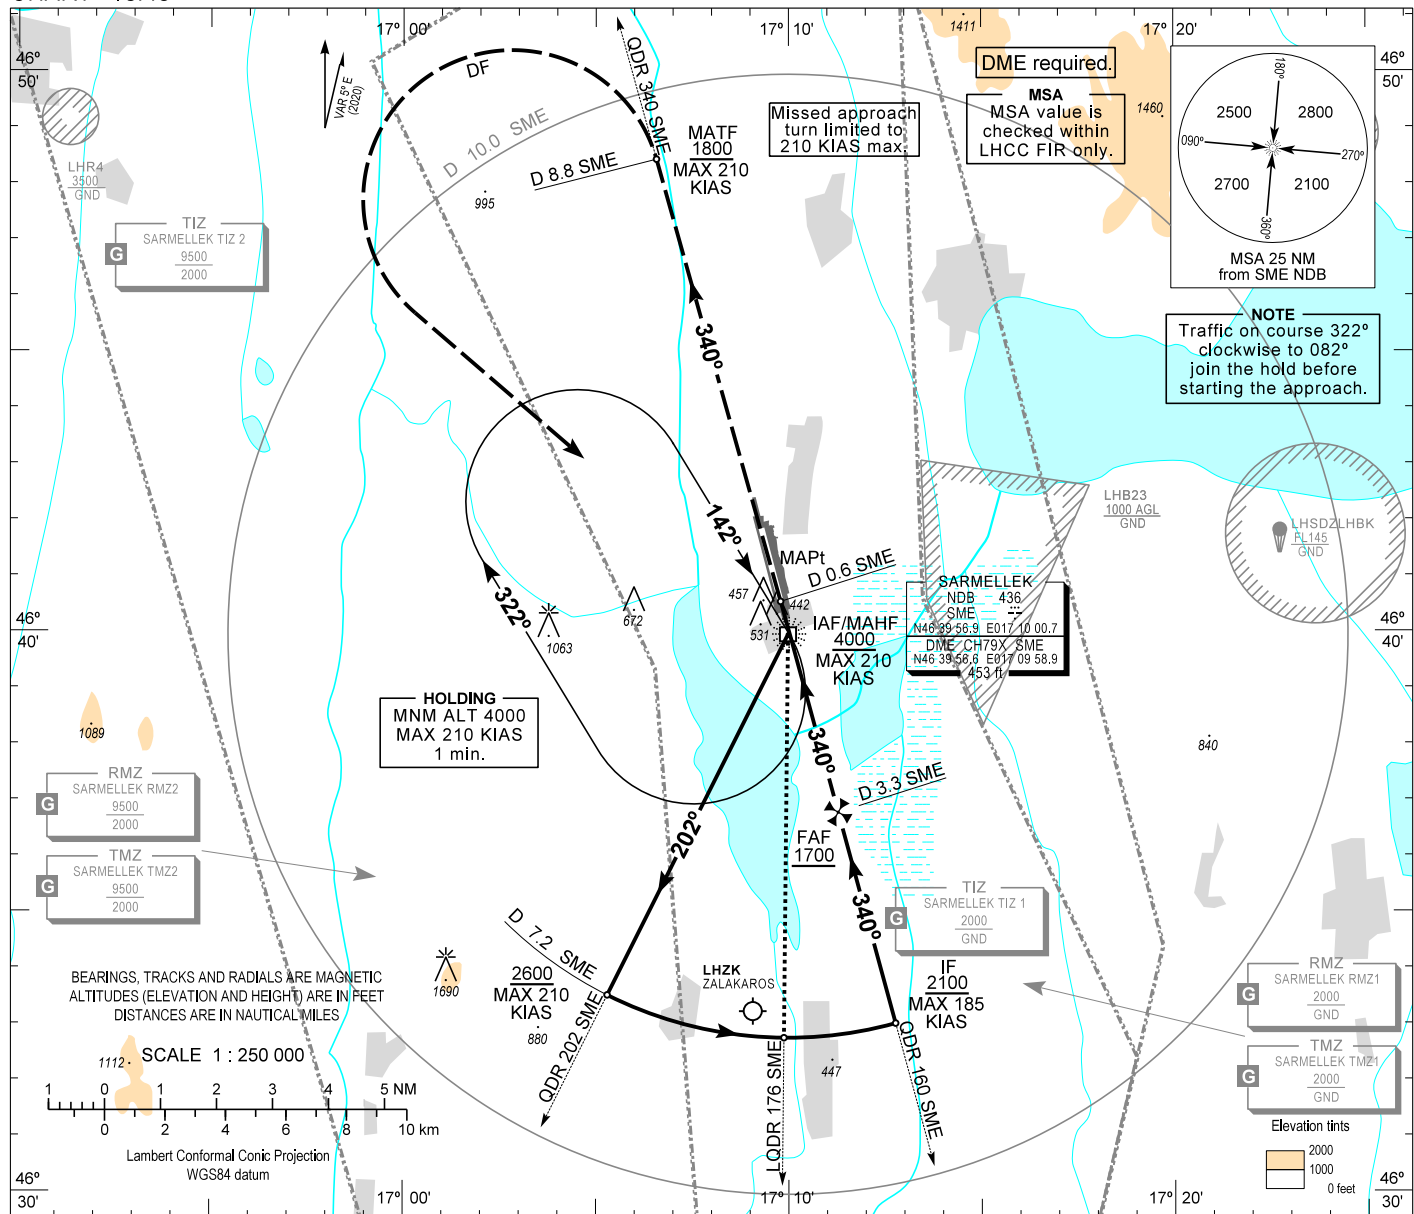 17° 00'
17° 10'
17° 20'
46°
50'
46°
50'
VAR 5° E
(2020)
DF
QDR 340 SME
D 10.0 SME
D 8.8 SME
MATF
1800
MAX 210
KIAS
Missed approach
turn limited to
210 KIAS max.
DME required.
MSA
MSA value is
checked within
LHCC FIR only.
1411
1460
180°
2500
2800
090°
270°
2700
2100
360°
MSA 25 NM
from SME NDB
NOTE
Traffic on course 322°
clockwise to 082°
join the hold before
starting the approach.
LHR4
3500
GND
995
TIZ
SARMELLEK TIZ 2
G
9500
2000
340°
142°
322°
MAPt
D 0.6 SME
457
442
531
672
1063
IAF/MAHF
4000
MAX 210
KIAS
SARMELLEK
NDB 436
SME
N46 39 56.9 E017 10 00.7
DME CH79X SME
N46 39 56.6 E017 09 58.9
453 ft
LHB23
1000 AGL
GND
LHSDZLHBK
FL145
GND
46°
40'
46°
40'
HOLDING
MNM ALT 4000
MAX 210 KIAS
1 min.
1089
840
340°
D 3.3 SME
FAF
1700
202°
340°
RMZ
SARMELLEK RMZ2
G
9500
2000
TMZ
SARMELLEK TMZ2
G
9500
2000
TIZ
SARMELLEK TIZ 1
G
2000
GND
D 7.2 SME
2600
MAX 210
KIAS
1690
880
LHZK
ZALAKAROS
IF
2100
MAX 185
KIAS
RMZ
SARMELLEK RMZ1
G
2000
GND
TMZ
SARMELLEK TMZ1
G
2000
GND
BEARINGS, TRACKS AND RADIALS ARE MAGNETIC
ALTITUDES (ELEVATION AND HEIGHT) ARE IN FEET
DISTANCES ARE IN NAUTICAL MILES
QDR 202 SME
LQDR 176 SME
QDR 160 SME
447
1112
SCALE 1 : 250 000
1 0 1 2 3 4 5 NM
0 2 4 6 8 10 km
Lambert Conformal Conic Projection
WGS84 datum
Elevation tints
2000
1000
0 feet
46°
30'
46°
30'
17° 00'
17° 10'
17° 20'